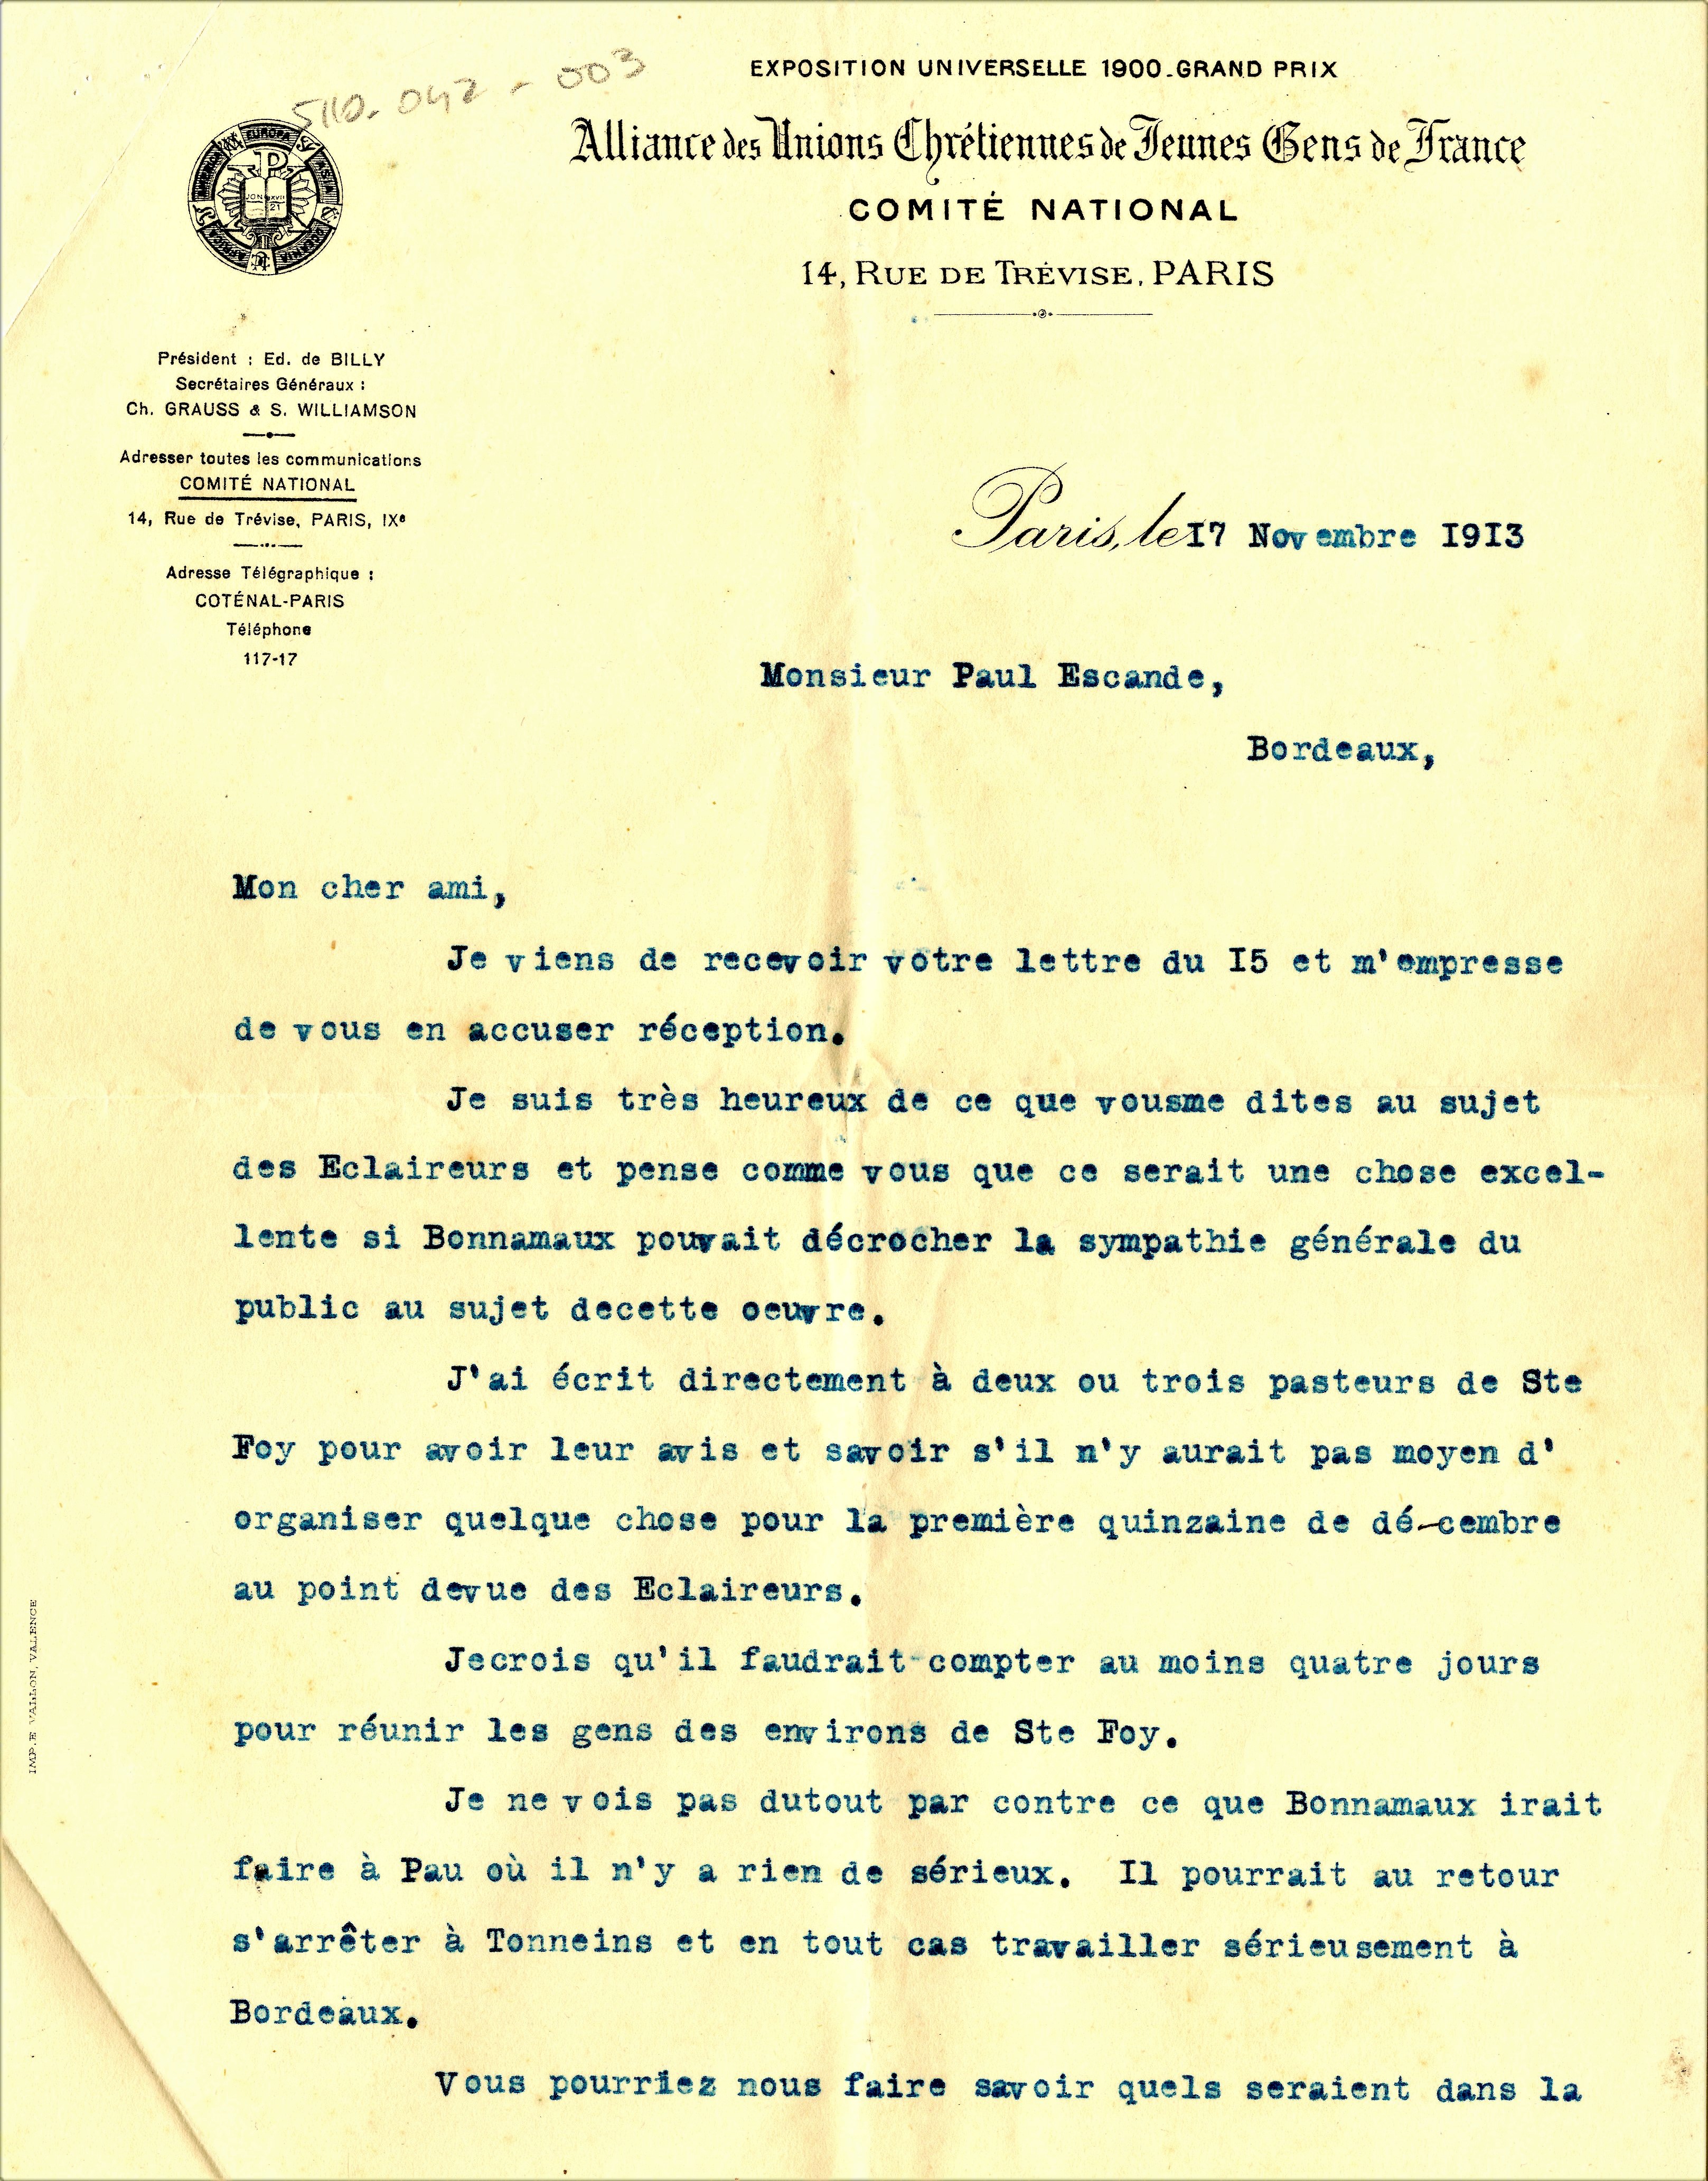 5110-042-003
EXPOSITION UNIVERSELLE 1900-GRAND PRIX
Alliance des Unions Chrétiennes de Jeunes Gens de France
COMITÉ NATIONAL
14, RUE DE TRÉVISE, PARIS
EUROPA
JOH XVII
21
Président : Ed. de BILLY
Secrétaires Généraux :
Ch. GRAUSS & S. WILLIAMSON
Adresser toutes les communications
COMITÉ NATIONAL
14, Rue de Trévise, PARIS, IXe
Adresse Télégraphique :
COTÉNAL-PARIS
Téléphone
117-17
Paris, le I7 Novembre I9I3
Monsieur Paul Escande,
Bordeaux,
Mon cher ami,
Je viens de recevoir votre lettre du I5 et m'empresse
de vous en accuser réception.
Je suis très heureux de ce que vousme dites au sujet
des Eclaireurs et pense comme vous que ce serait une chose excel-
lente si Bonnamaux pouvait décrocher la sympathie générale du
public au sujet decette oeuvre.
J'ai écrit directement à deux ou trois pasteurs de Ste
Foy pour avoir leur avis et savoir s'il n'y aurait pas moyen d'
organiser quelque chose pour la première quinzaine de dé-cembre
au point devue des Eclaireurs.
Jecrois qu'il faudrait compter au moins quatre jours
pour réunir les gens des environs de Ste Foy.
Je ne vois pas dutout par contre ce que Bonnamaux irait
faire à Pau où il n'y a rien de sérieux. Il pourrait au retour
s'arrêter à Tonneins et en tout cas travailler sérieusement à
Bordeaux.
Vous pourriez nous faire savoir quels seraient dans la
IMP. E. VALLON, VALENCE